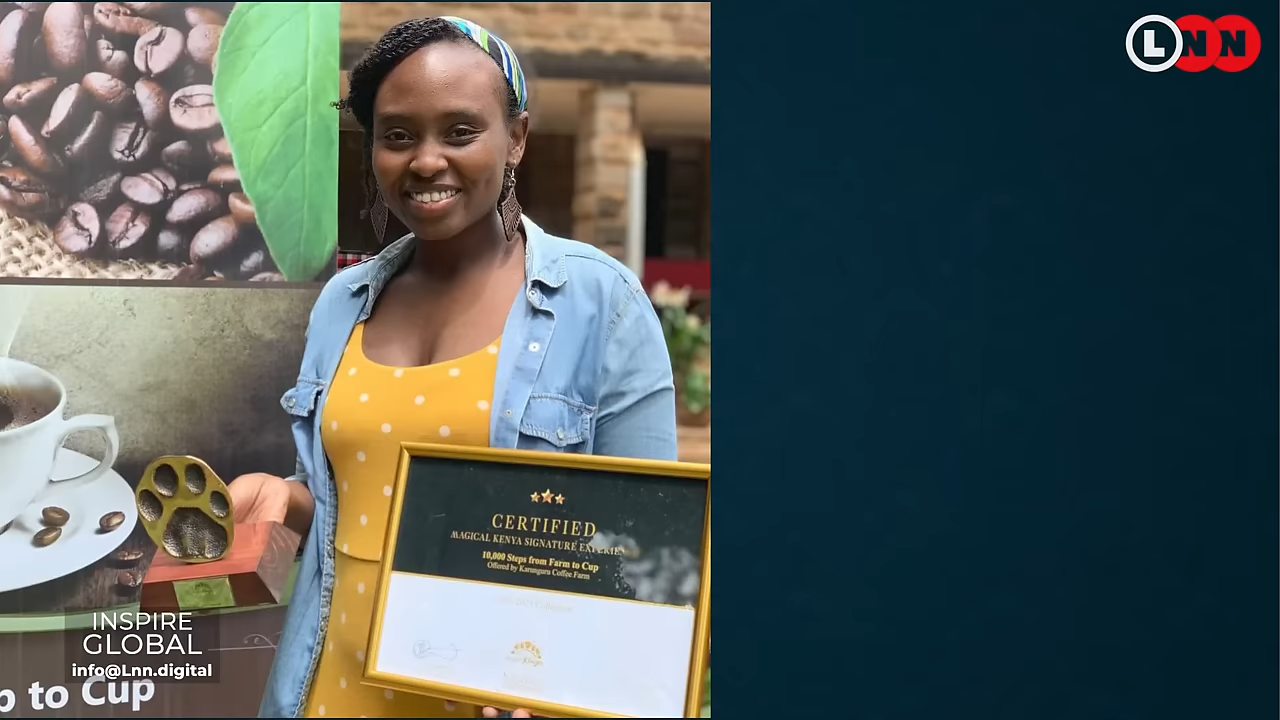 LNN
CERTIFIED
MAGICAL KENYA SIGNATURE
10,000 Steps from Farm to Cup
Offered by Karunguru Coffee Farm
INSPIRE
GLOBAL
info@Lnn.digital
to Cup